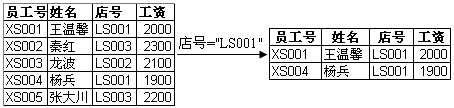 员工号 姓名 店号 工资
XS001 王温馨 LS001 2000
XS002 秦红 LS003 2300
XS003 龙波 LS002 2100
XS004 杨兵 LS001 1900
XS005 张大川 LS003 2200
店号="LS001"
员工号 姓名 店号 工资
XS001 王温馨 LS001 2000
XS004 杨兵 LS001 1900